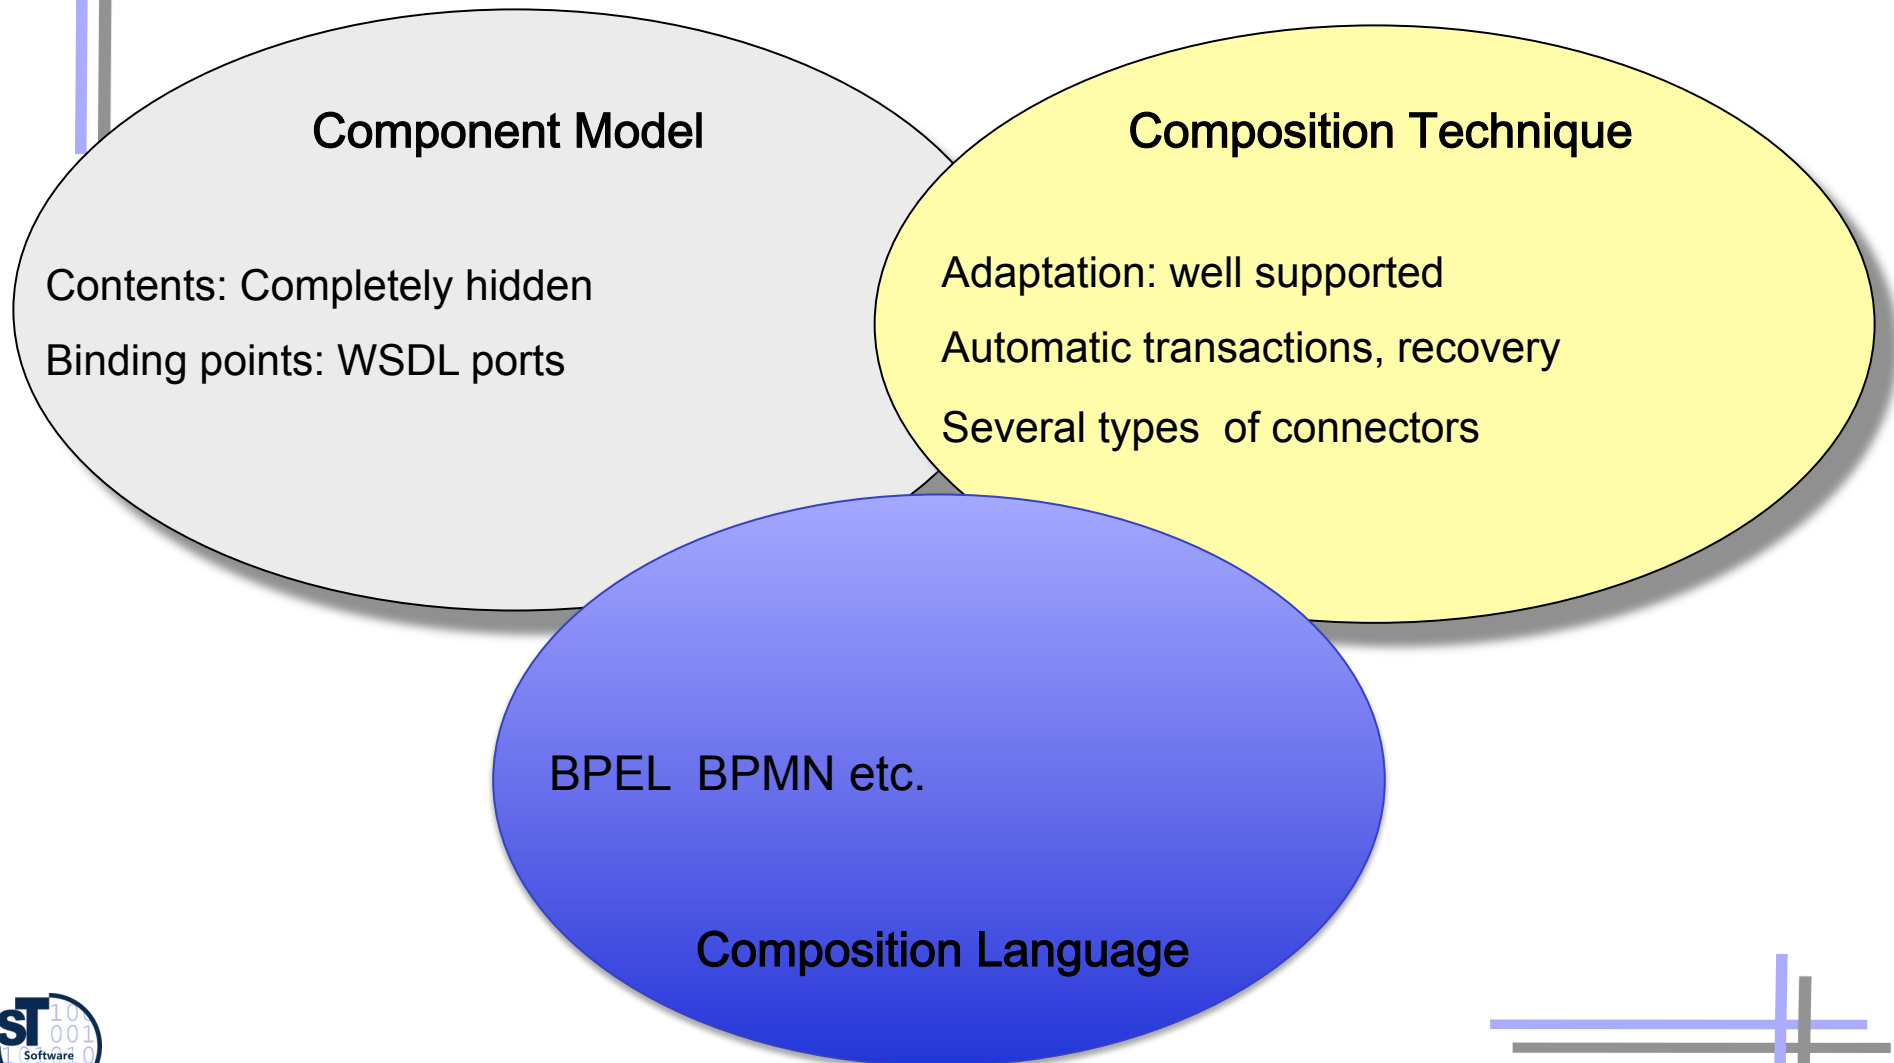 Component Model
Contents: Completely hidden
Binding points: WSDL ports
Composition Technique
Adaptation: well supported
Automatic transactions, recovery
Several types  of connectors
BPEL  BPMN etc.
Composition Language
ST
Software